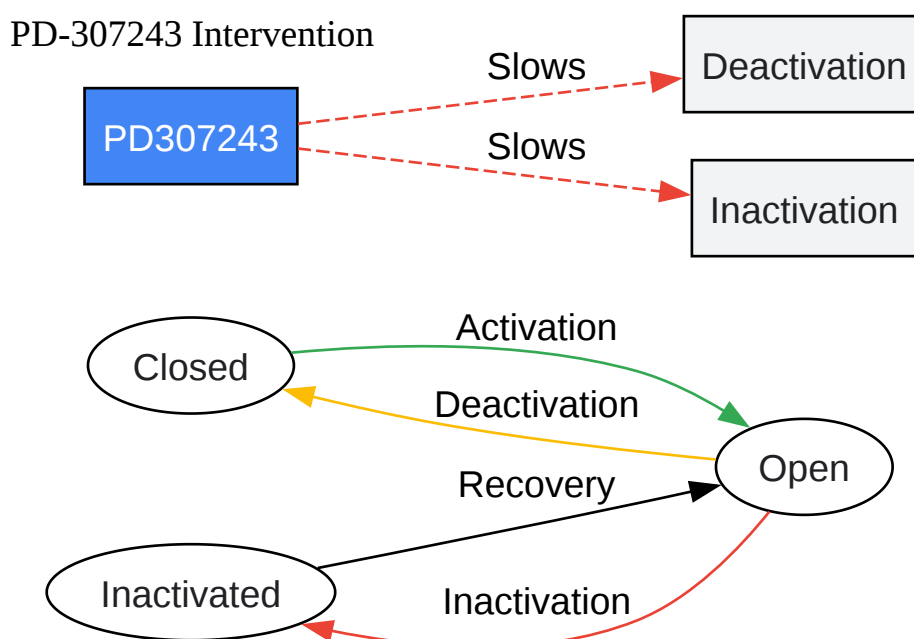 PD-307243 Intervention
Slows
Deactivation
PD307243
Slows
Inactivation
Activation
Closed
Deactivation
Open
Recovery
Inactivated
Inactivation